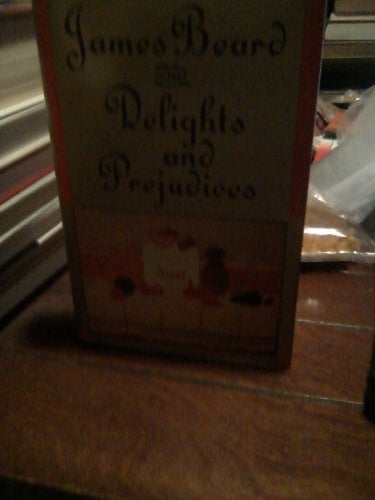 James Beard
Delights
and
Prejudices